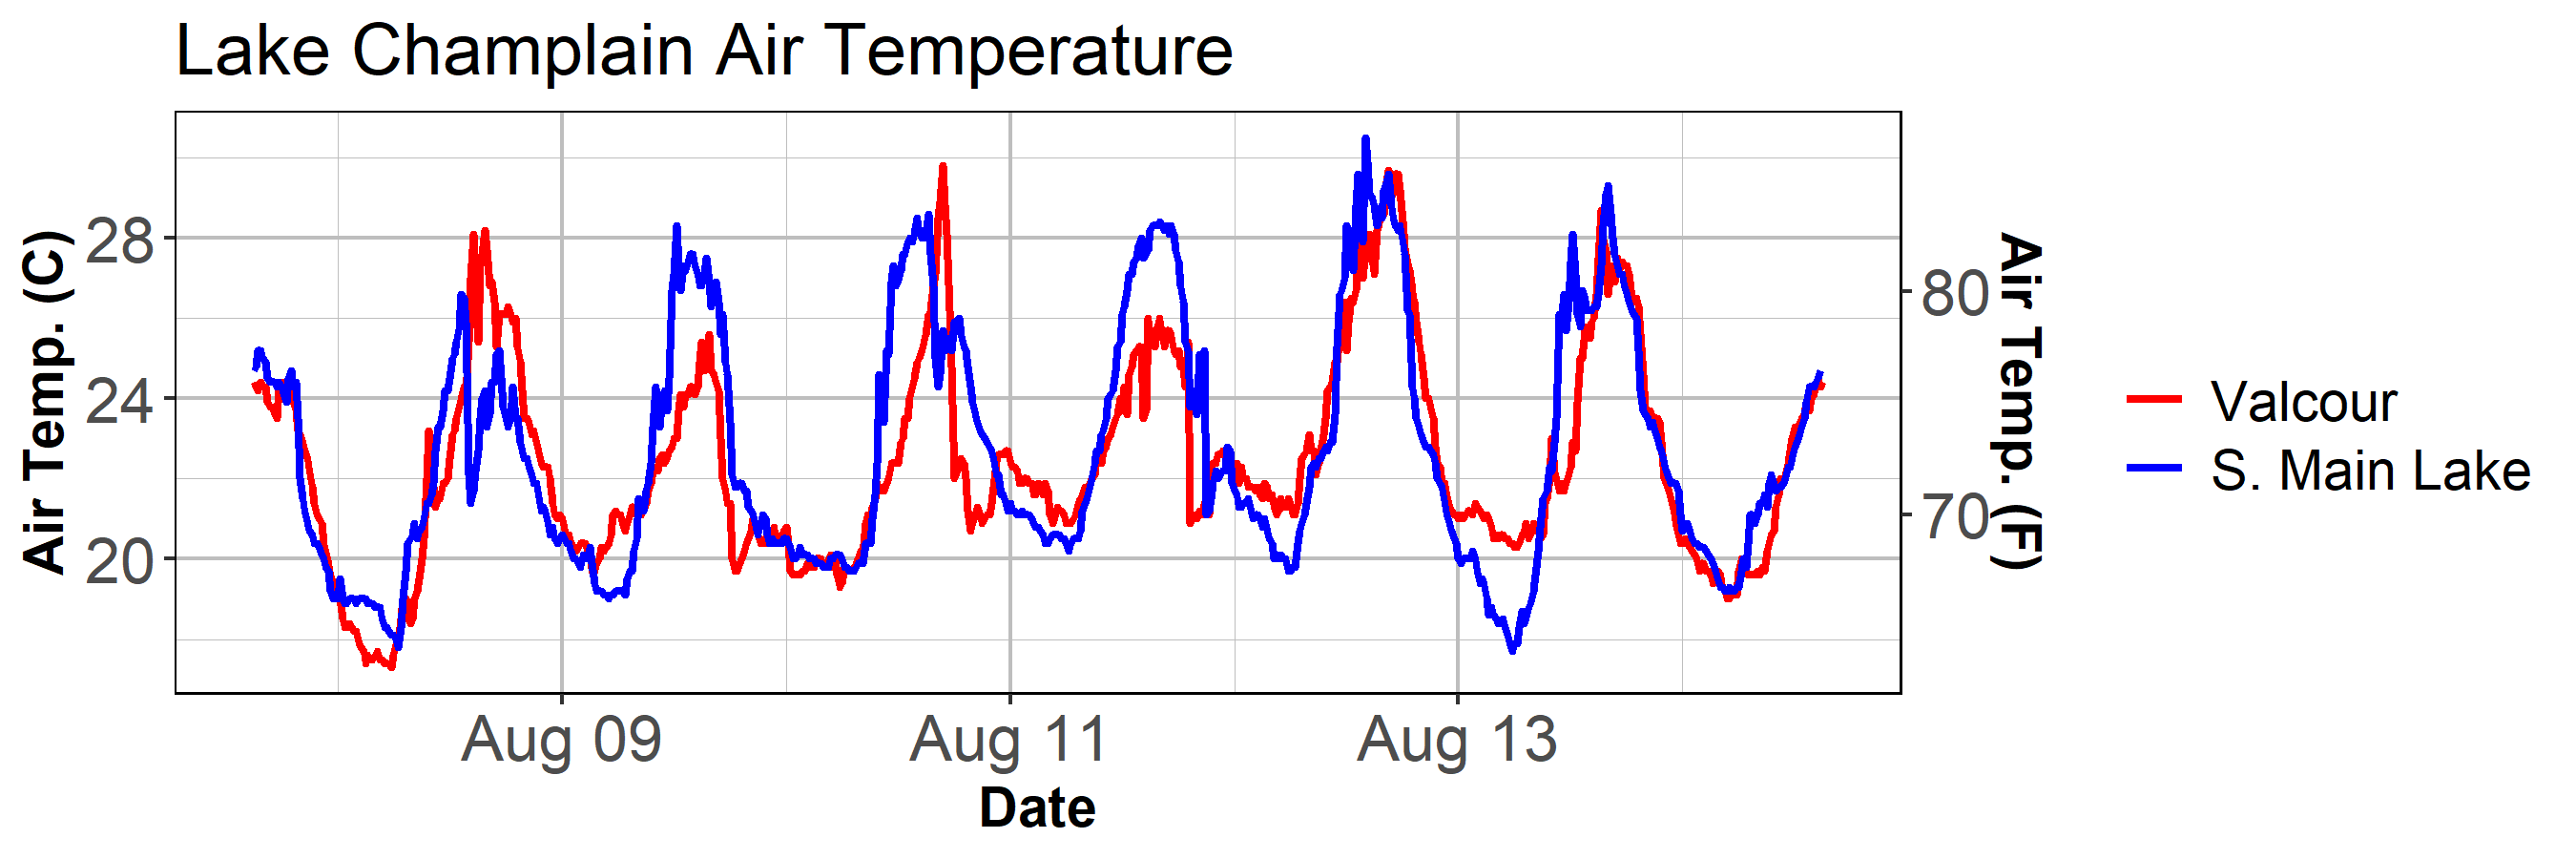 Lake Champlain Air Temperature
Air Temp. (C)
28
24
20
Air Temp. (F)
80
70
Valcour
S. Main Lake
Aug 09
Aug 11
Aug 13
Date